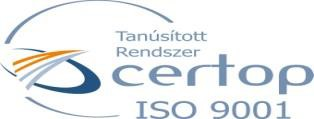 Tanúsított
Rendszer
certop
ISO 9001